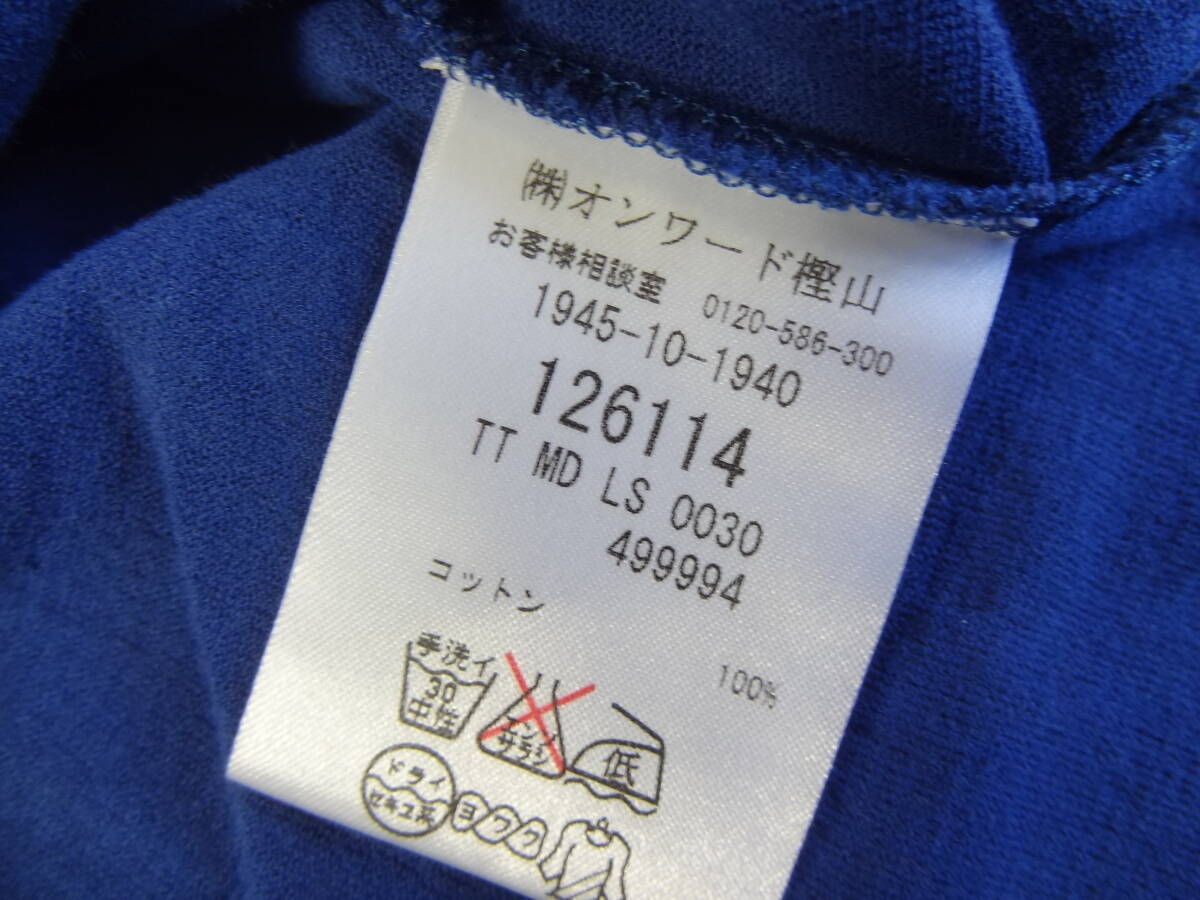 ㈱オンワード樫山
お客様相談室 0120-586-300
1945-10-1940
126114
TT MD LS 0030
499994
コットン 100%
手洗イ
30
中性
エンソ
サラシ
低
ドライ
セキユ系
ヨワク